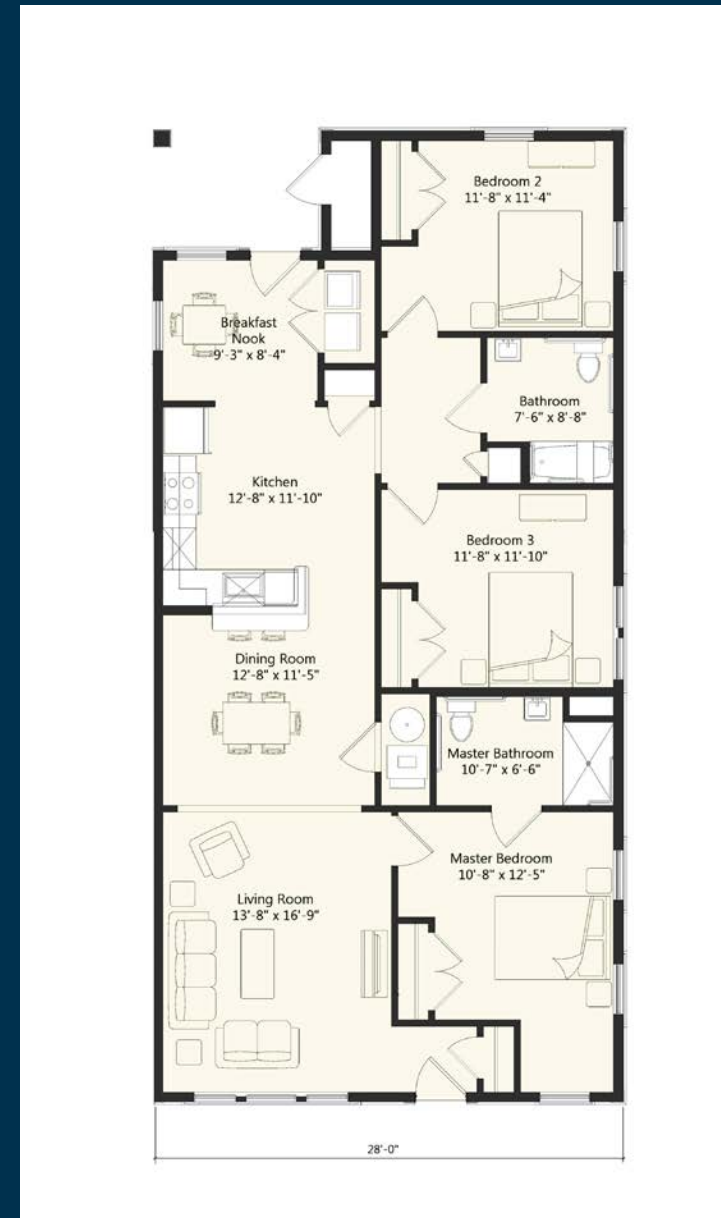 Bedroom 2
11'-8" x 11'-4"
Breakfast
Nook
9'-3" x 8'-4"
Bathroom
7'-6" x 8'-8"
Kitchen
12'-8" x 11'-10"
Bedroom 3
11'-8" x 11'-10"
Dining Room
12'-8" x 11'-5"
Master Bathroom
10'-7" x 6'-6"
Master Bedroom
10'-8" x 12'-5"
Living Room
13'-8" x 16'-9"
28'-0"